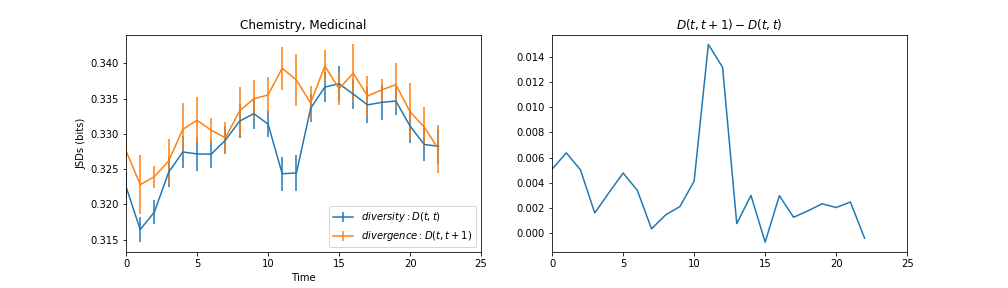 Chemistry, Medicinal
JSDs (bits)
0.340
0.335
0.330
0.325
0.320
0.315
0 5 10 15 20 25
Time
diversity : D(t, t)
divergence : D(t, t + 1)
D(t, t + 1) − D(t, t)
0.014
0.012
0.010
0.008
0.006
0.004
0.002
0.000
0 5 10 15 20 25